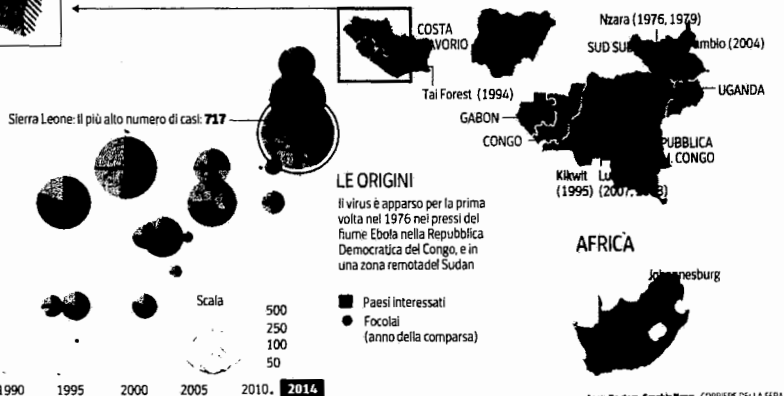 COSTA
AVORIO
Nzara (1976, 1979)
SUD SU
ambio (2004)
Tai Forest (1994)
UGANDA
GABON
CONGO
PUBBLICA
CONGO
Kikwit
(1995)
Sierra Leone: Il più alto numero di casi: 717
LE ORIGINI
Il virus è apparso per la prima
volta nel 1976 nei pressi del
fiume Ebola nella Repubblica
Democratica del Congo, e in
una zona remota del Sudan
Paesi interessati
Focolai
(anno della comparsa)
AFRICA
Johannesburg
Scala
500
250
100
50
1990 1995 2000 2005 2010. 2014
CORRIERE DELLA SERA